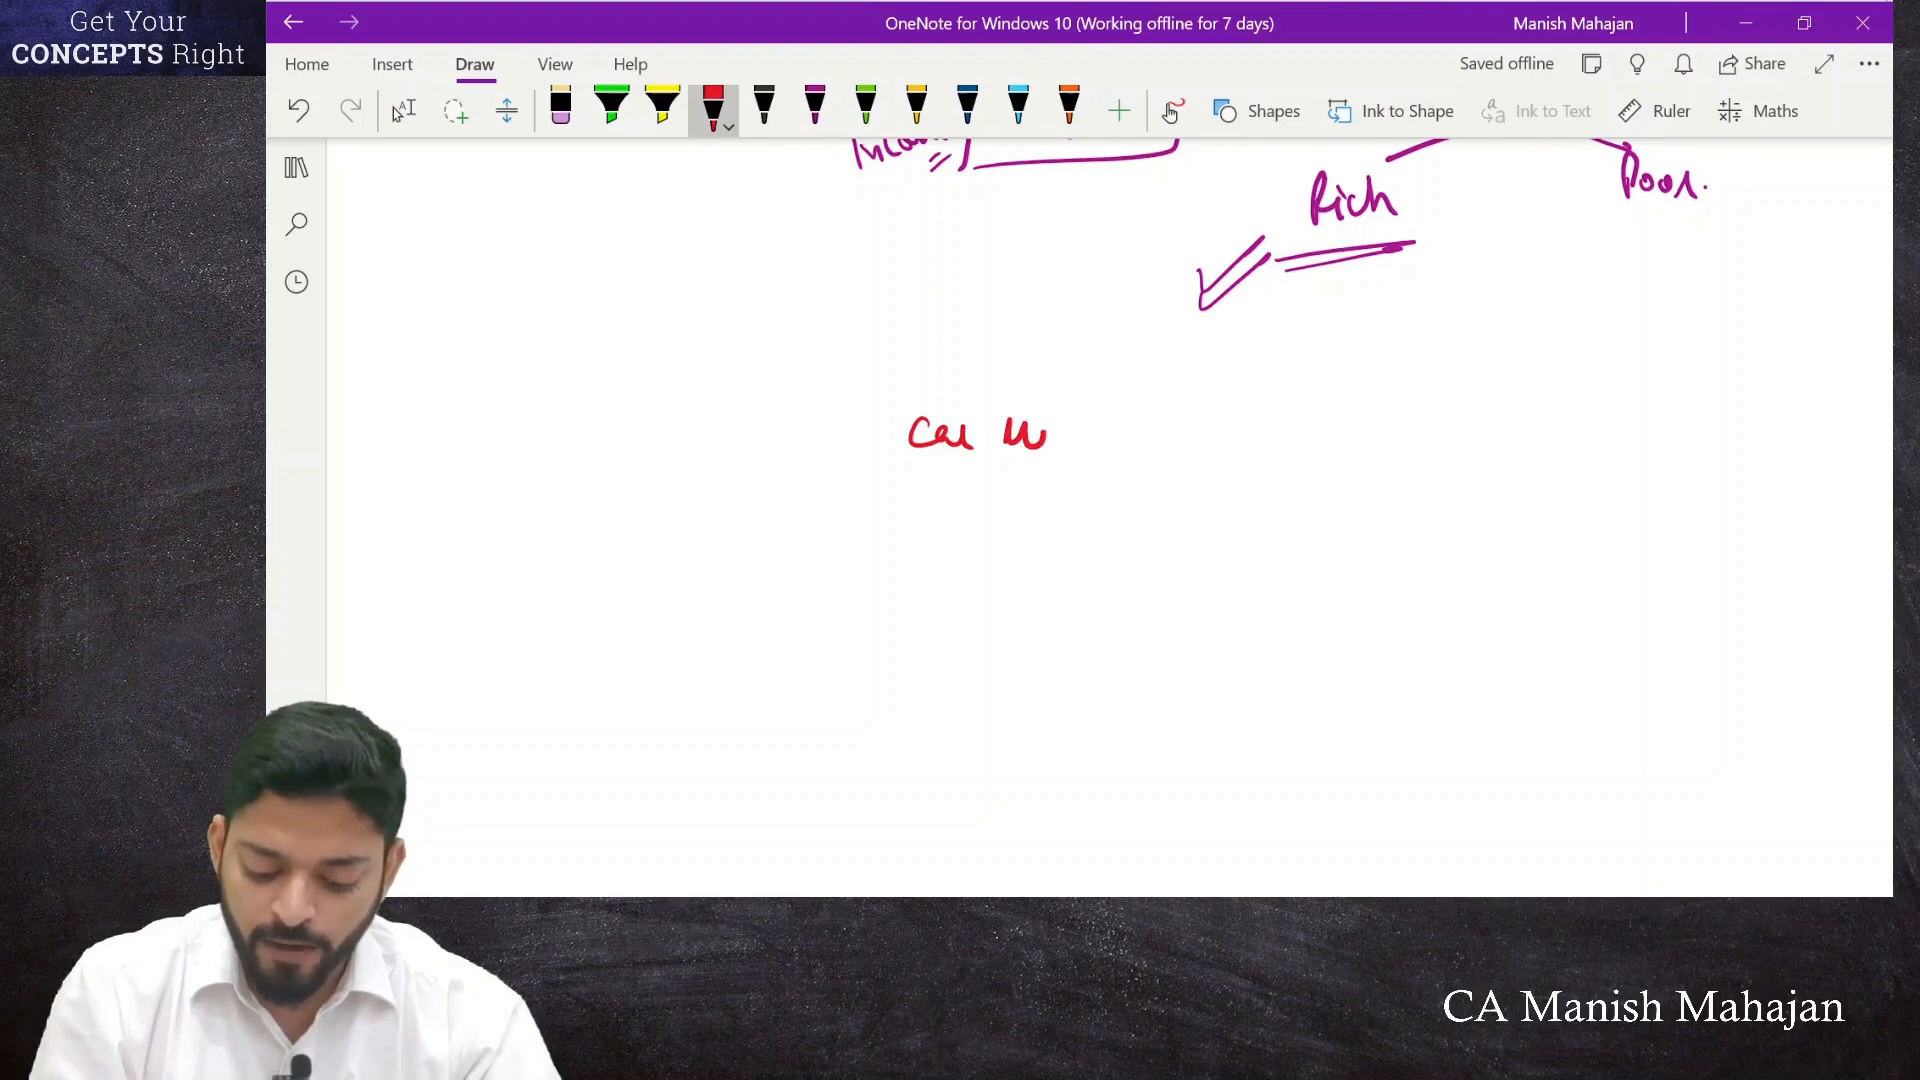 Get Your
CONCEPTS Right
OneNote for Windows 10 (Working offline for 7 days)
Manish Mahajan
Home
Insert
Draw
View
Help
Saved offline
Share
Shapes
Ink to Shape
Ink to Text
Ruler
Maths
Rich
Poor.
Car
CA Manish Mahajan